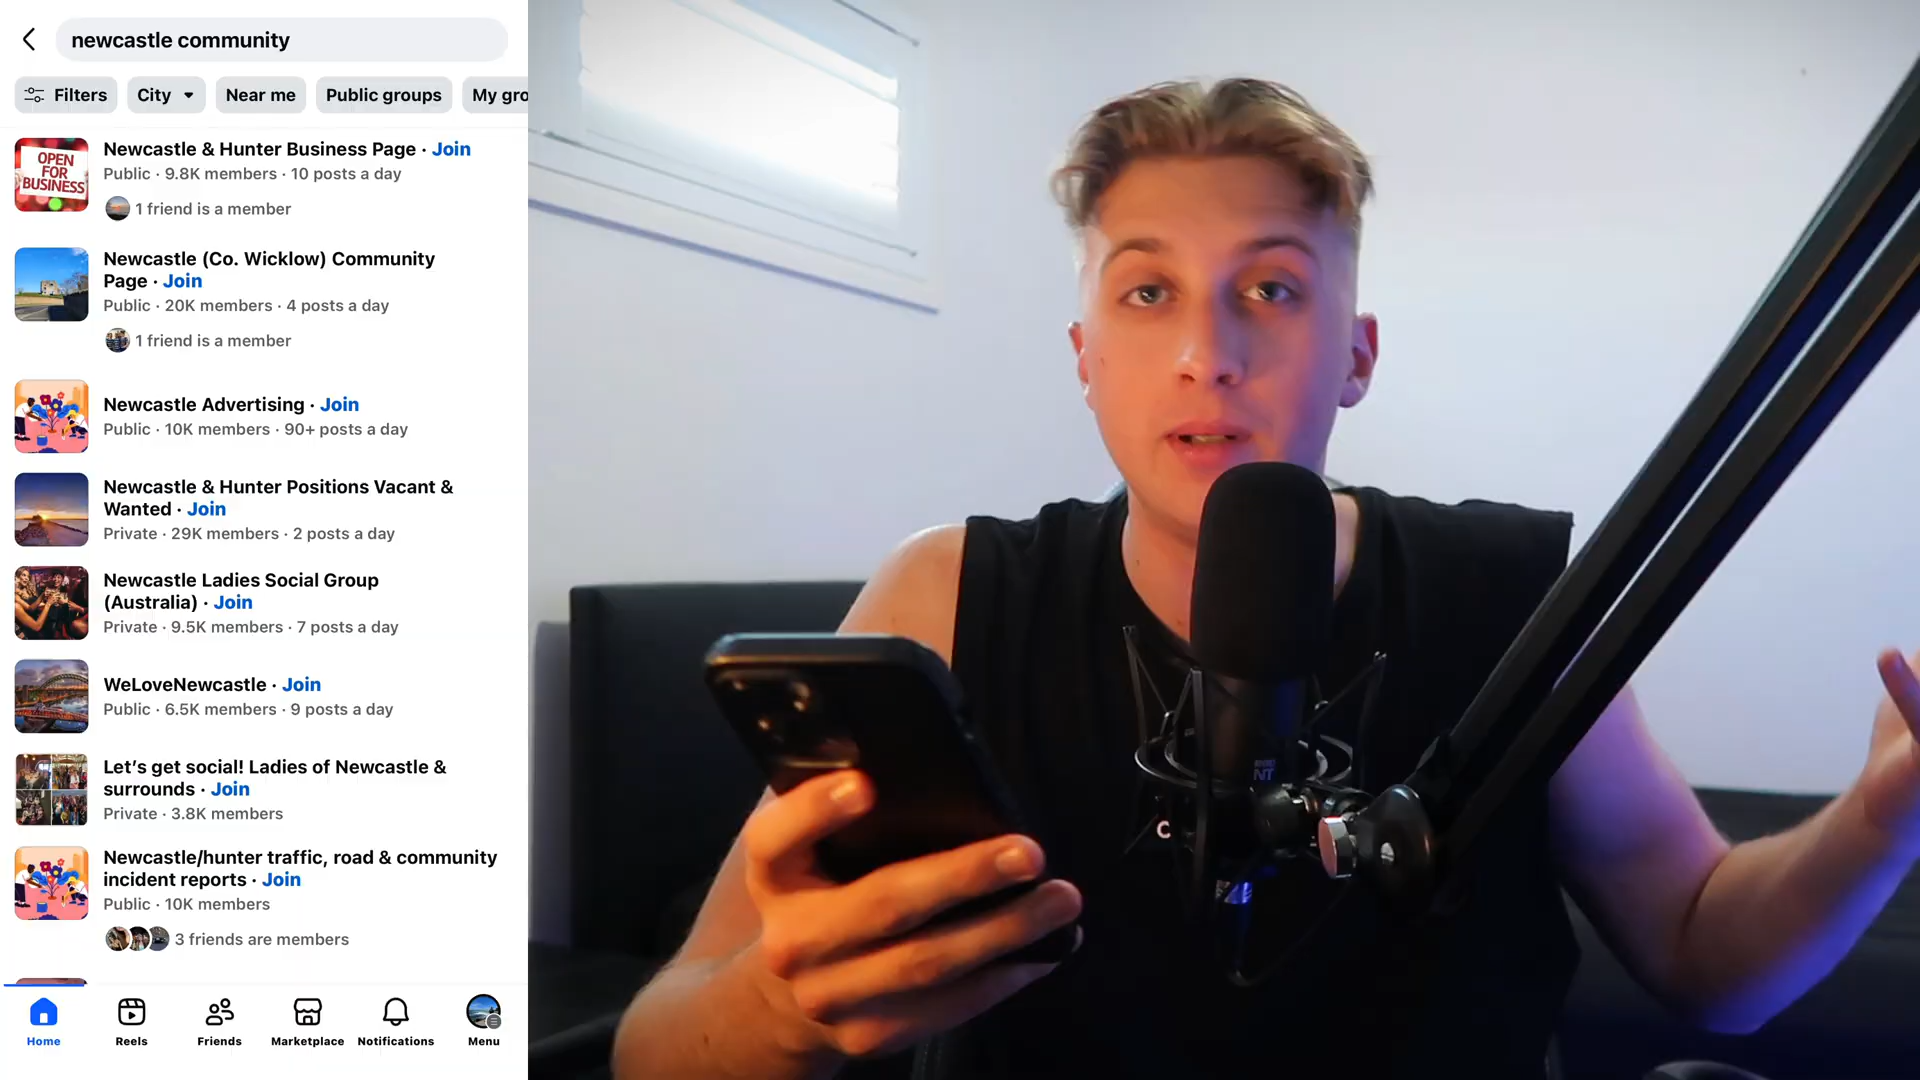 newcastle community
Filters
City
Near me
Public groups
My gro
OPEN
FOR
BUSINESS
Newcastle & Hunter Business Page · Join
Public · 9.8K members · 10 posts a day
1 friend is a member
Newcastle (Co. Wicklow) Community
Page · Join
Public · 20K members · 4 posts a day
1 friend is a member
Newcastle Advertising · Join
Public · 10K members · 90+ posts a day
Newcastle & Hunter Positions Vacant &
Wanted · Join
Private · 29K members · 2 posts a day
Newcastle Ladies Social Group
(Australia) · Join
Private · 9.5K members · 7 posts a day
WeLoveNewcastle · Join
Public · 6.5K members · 9 posts a day
Let’s get social! Ladies of Newcastle &
surrounds · Join
Private · 3.8K members
Newcastle/hunter traffic, road & community
incident reports · Join
Public · 10K members
3 friends are members
Home
Reels
Friends
Marketplace
Notifications
Menu
NT